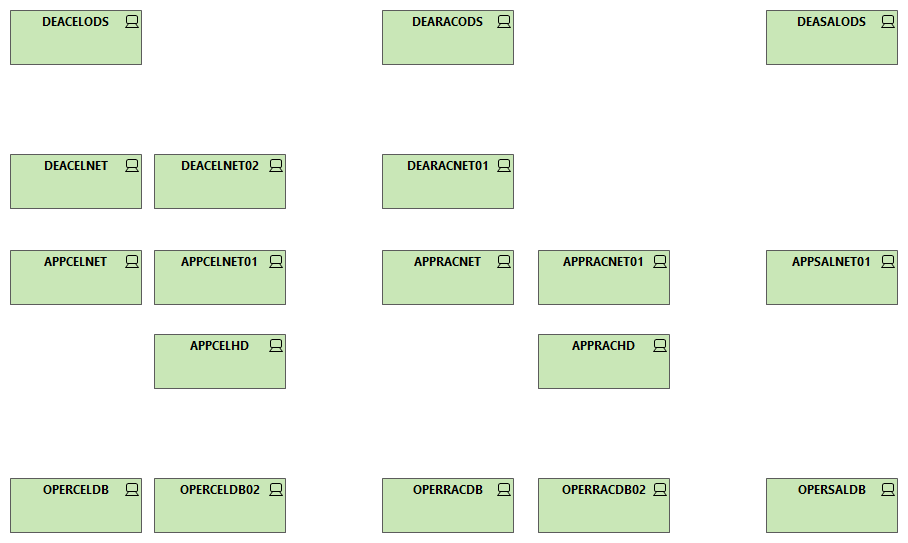 DEACELODS
DEARACODS
DEASALODS
DEACELNET
DEACELNET02
DEARACNET01
APPCELNET
APPCELNET01
APPRACNET
APPRACNET01
APPSALNET01
APPCELHD
APPRACHD
OPERCELDB
OPERCELDB02
OPERRACDB
OPERRACDB02
OPERSALDB